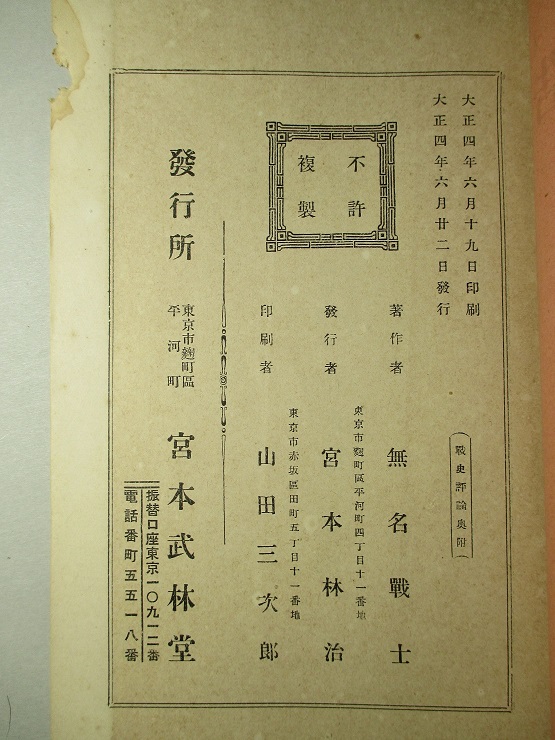 大正四年六月十九日印刷
大正四年六月廿二日發行
戰史評論奧附
不許
複製
著作者 無名戰士
東京市麴町區平河町四丁目十一番地
發行者 宮本林治
東京市赤坂區田町五丁目十一番地
印刷者 山田三次郎
發行所
東京市麴町區
平河町
宮本武林堂
振替口座東京一〇九一二番
電話番町五五一八番